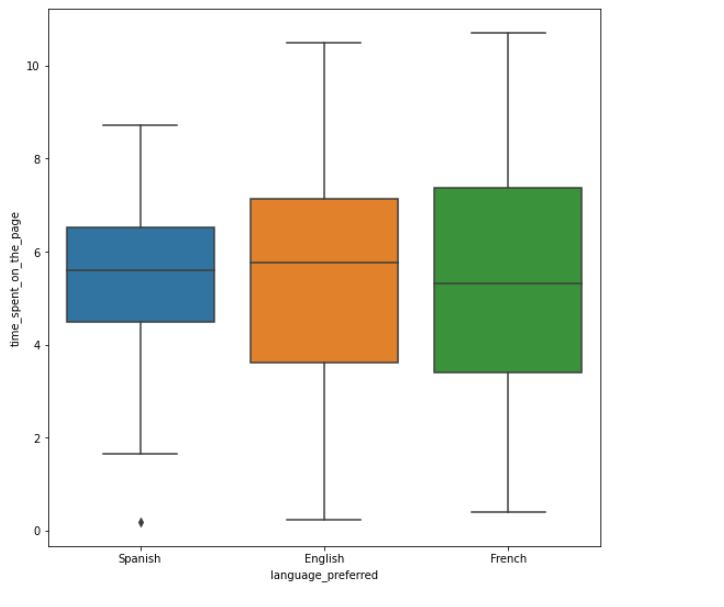 10
8
6
4
2
0
time_spent_on_the_page
Spanish
English
French
language_preferred